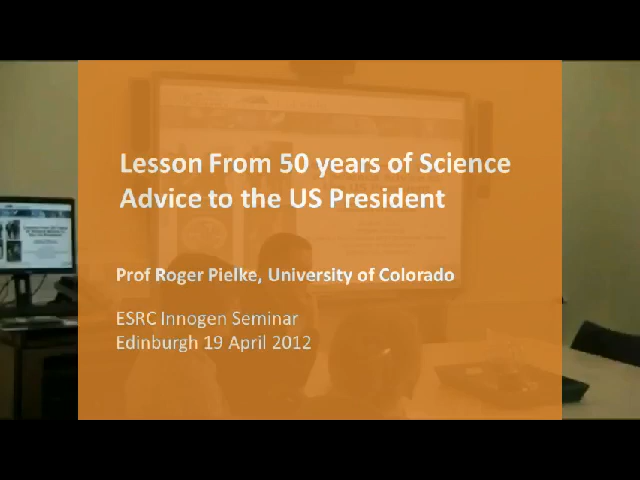 Lesson From 50 years of Science
Advice to the US President
Prof Roger Pielke, University of Colorado
ESRC Innogen Seminar
Edinburgh 19 April 2012